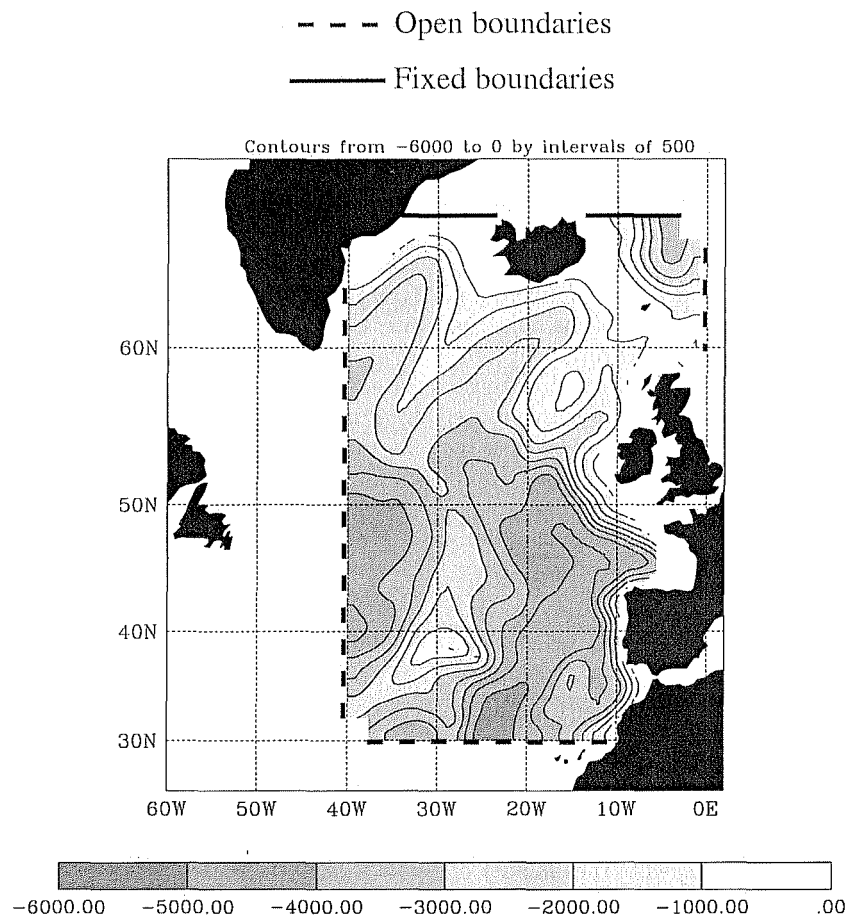 Open boundaries
Fixed boundaries
Contours from -6000 to 0 by intervals of 500
60N
50N
40N
30N
60W 50W 40W 30W 20W 10W 0E
-6000.00 -5000.00 -4000.00 -3000.00 -2000.00 -1000.00 .00